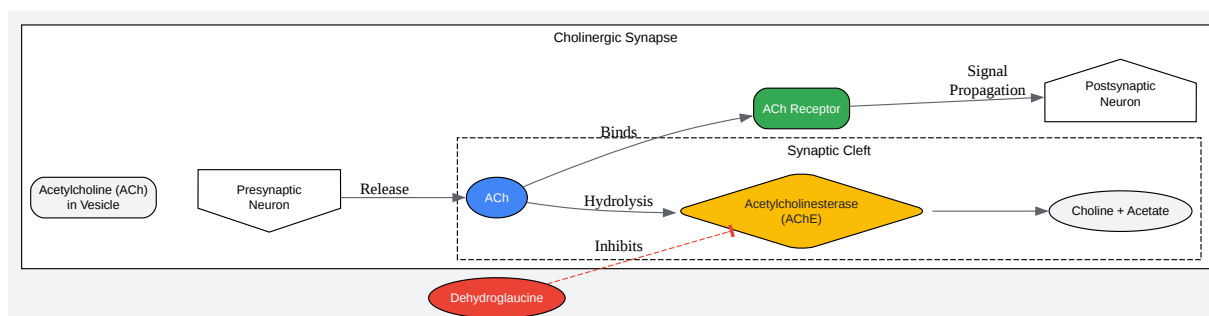 Cholinergic Synapse
Acetylcholine (ACh)
in Vesicle
Presynaptic
Neuron
Release
ACh
Binds
ACh Receptor
Signal
Propagation
Postsynaptic
Neuron
Synaptic Cleft
Hydrolysis
Acetylcholinesterase
(AChE)
Choline + Acetate
Inhibits
Dehydroglaucine